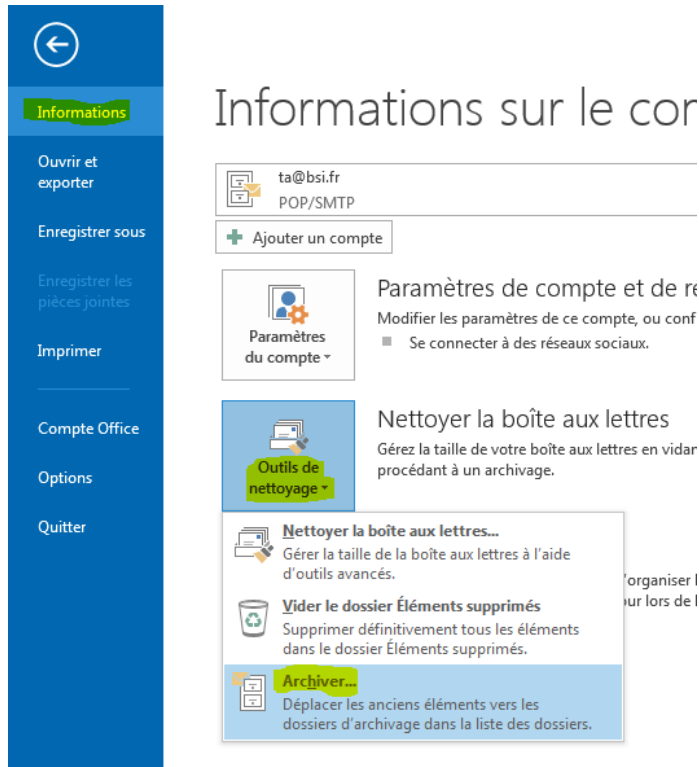 Informations
Ouvrir et
exporter
Enregistrer sous
Enregistrer les
pièces jointes
Imprimer
Compte Office
Options
Quitter
Informations sur le con
ta@bsi.fr
POP/SMTP
Ajouter un compte
Paramètres
du compte
Paramètres de compte et de re
Modifier les paramètres de ce compte, ou conf
Se connecter à des réseaux sociaux.
Outils de
nettoyage
Nettoyer la boîte aux lettres
Gérez la taille de votre boîte aux lettres en vidan
procédant à un archivage.
Nettoyer la boîte aux lettres...
Gérer la taille de la boîte aux lettres à l'aide
d'outils avancés.
Vider le dossier Éléments supprimés
Supprimer définitivement tous les éléments
dans le dossier Éléments supprimés.
Archiver...
Déplacer les anciens éléments vers les
dossiers d'archivage dans la liste des dossiers.
'organiser
ur lors de